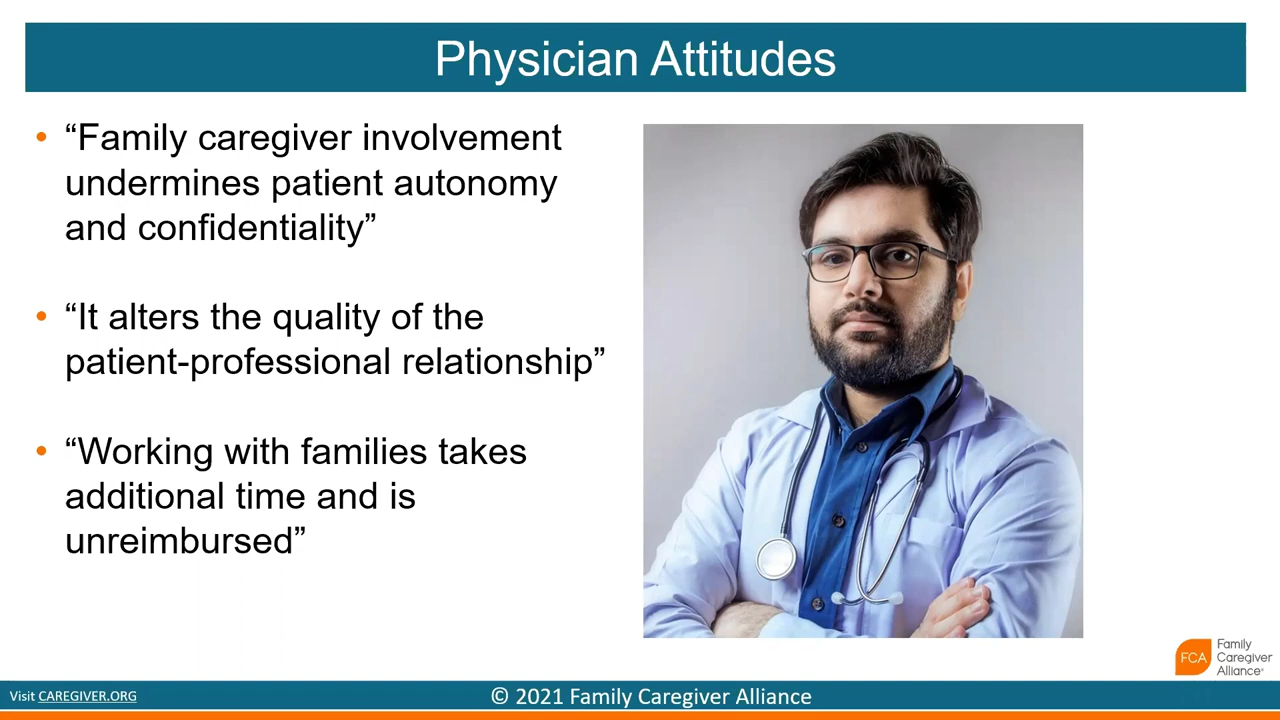 Physician Attitudes
• “Family caregiver involvement
undermines patient autonomy
and confidentiality”
• “It alters the quality of the
patient-professional relationship”
• “Working with families takes
additional time and is
unreimbursed”
FCA
Family
Caregiver
Alliance®
Visit CAREGIVER.ORG
© 2021 Family Caregiver Alliance